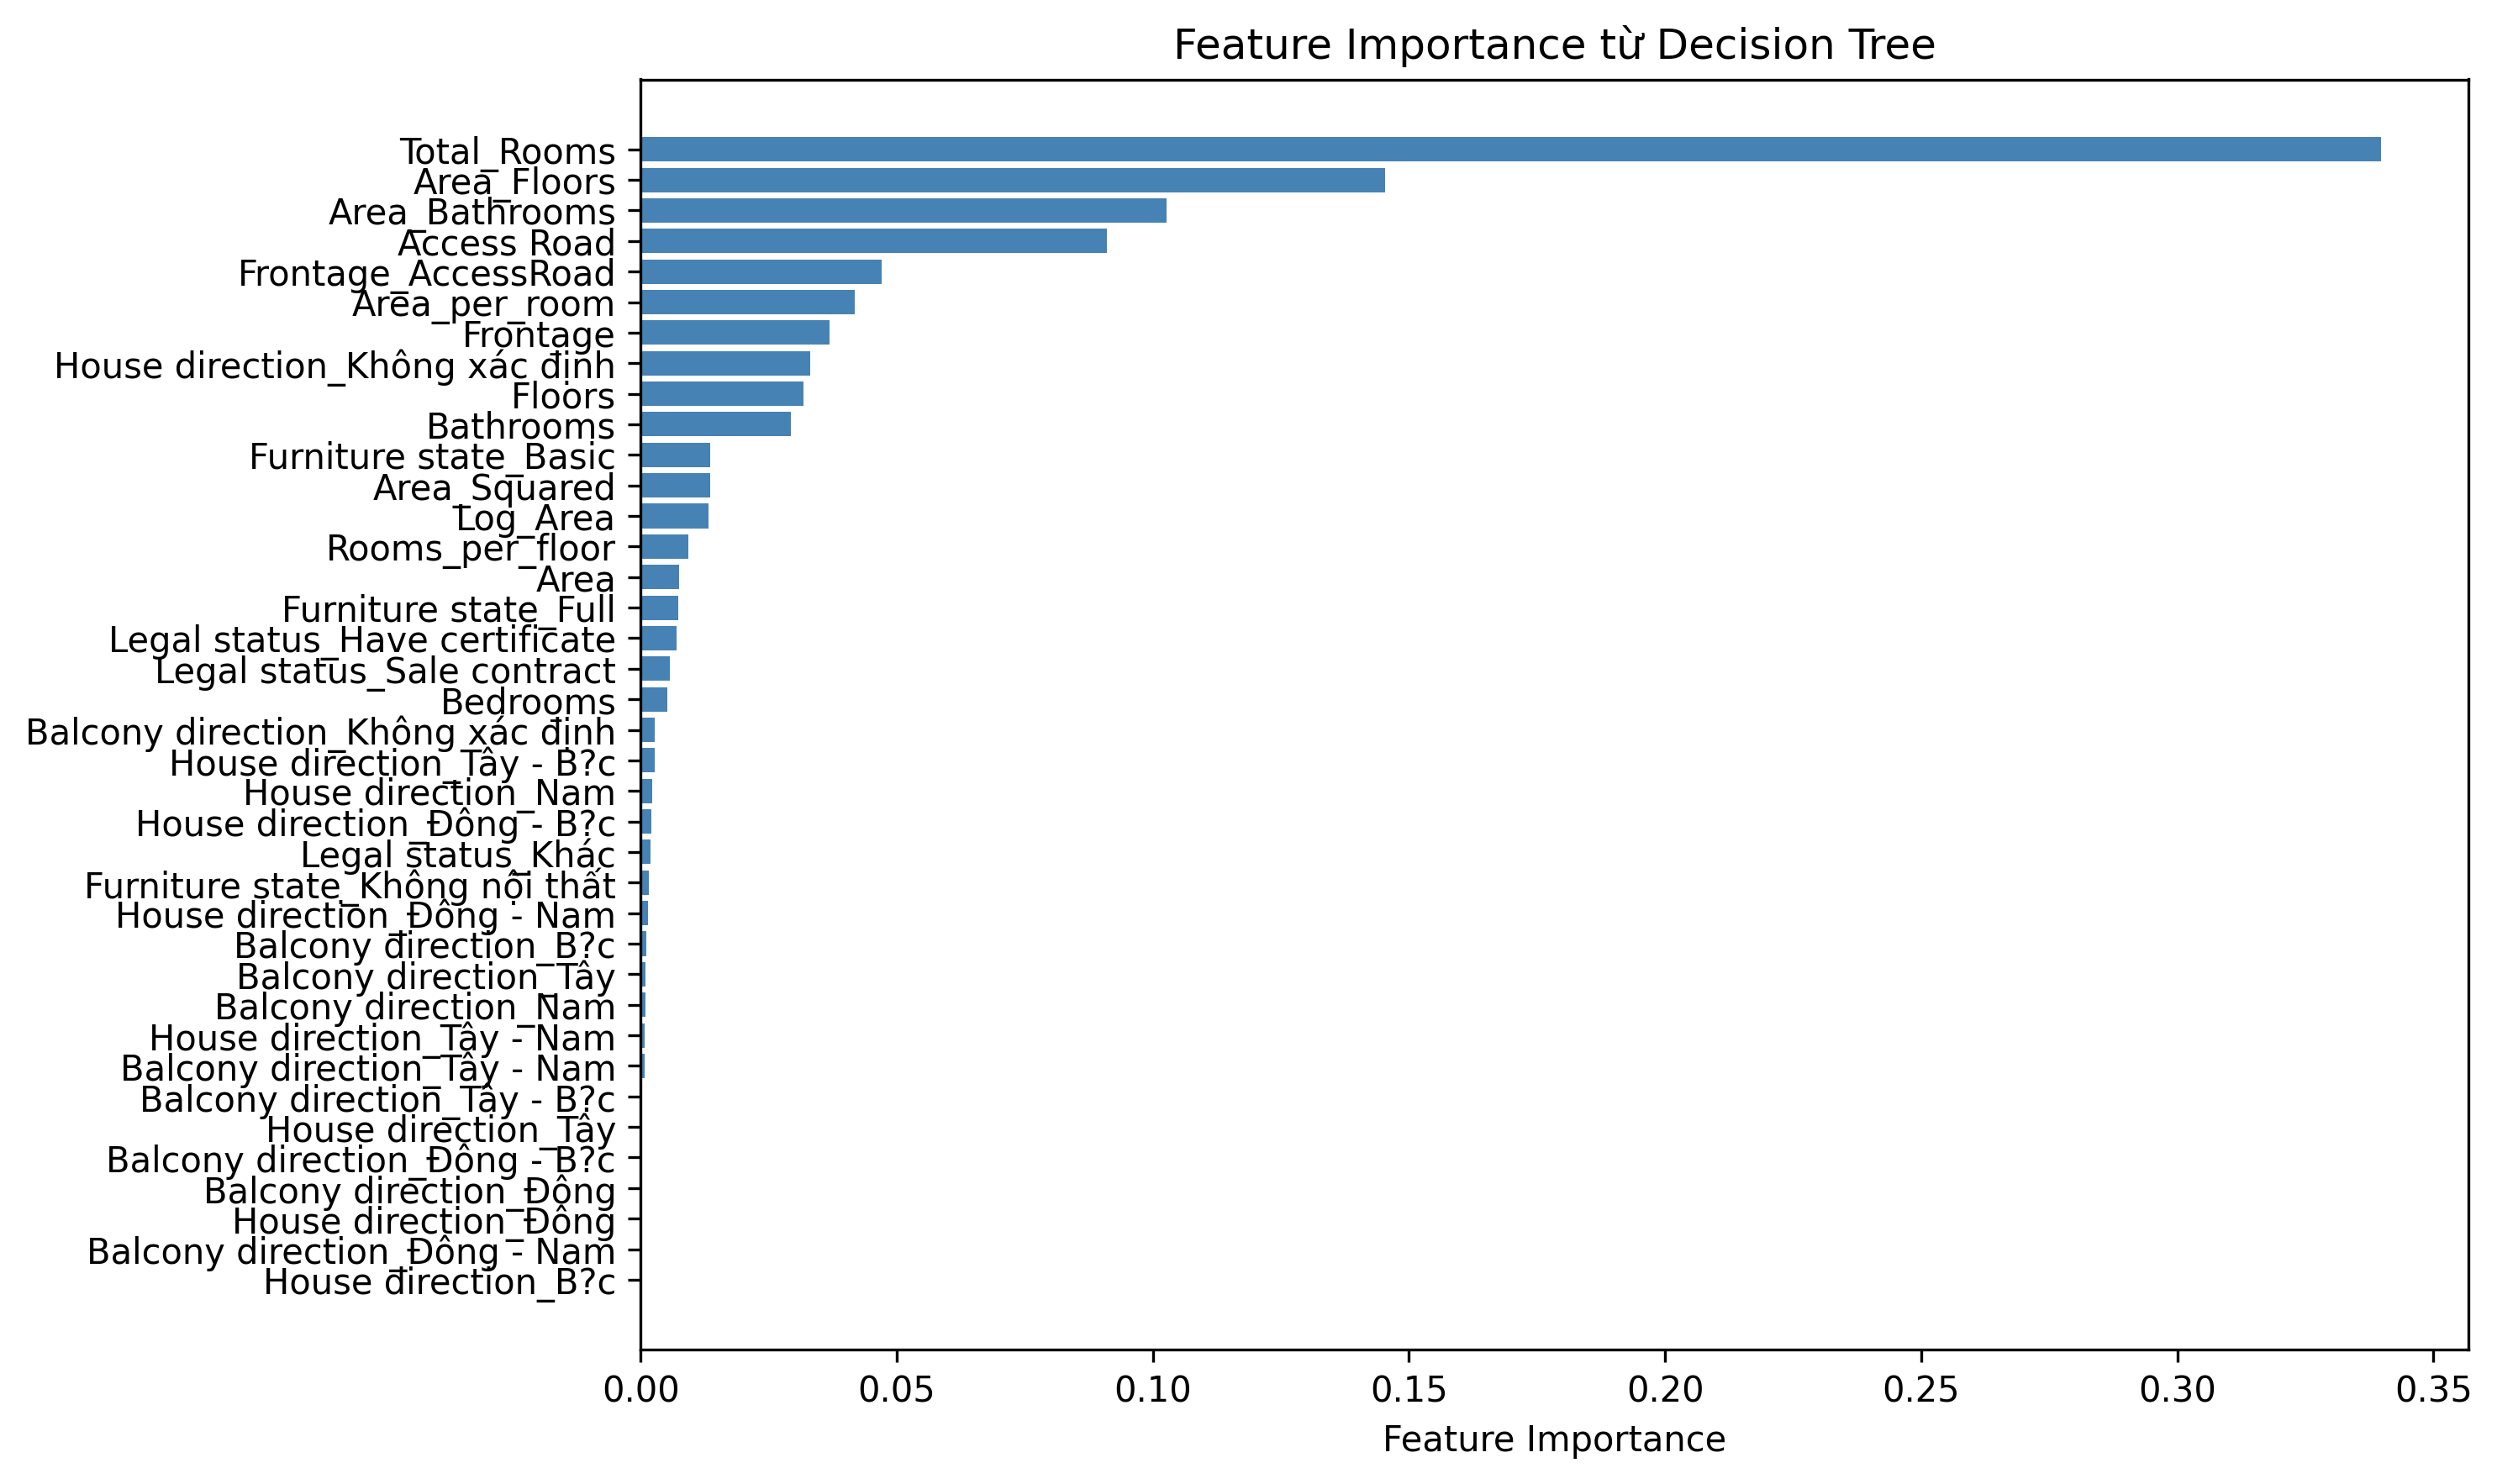 Feature Importance từ Decision Tree
Total_Rooms
Area_Floors
Area_Bathrooms
Access Road
Frontage_AccessRoad
Area_per_room
Frontage
House direction_Không xác định
Floors
Bathrooms
Furniture state_Basic
Area_Squared
Log_Area
Rooms_per_floor
Area
Furniture state_Full
Legal status_Have certificate
Legal status_Sale contract
Bedrooms
Balcony direction_Không xác định
House direction_Tây - B?c
House direction_Nam
House direction_Đông - B?c
Legal status_Khác
Furniture state_Không nội thất
House direction_Đông - Nam
Balcony direction_B?c
Balcony direction_Tây
Balcony direction_Nam
House direction_Tây - Nam
Balcony direction_Tây - Nam
Balcony direction_Tây - B?c
House direction_Tây
Balcony direction_Đông - B?c
Balcony direction_Đông
House direction_Đông
Balcony direction_Đông - Nam
House direction_B?c
0.00 0.05 0.10 0.15 0.20 0.25 0.30 0.35
Feature Importance